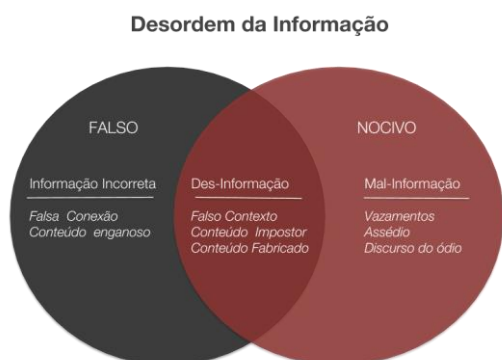 Desordem da Informação
FALSO
NOCIVO
Informação Incorreta
Falsa Conexão
Conteúdo enganoso
Des-Informação
Falso Contexto
Conteúdo Impostor
Conteúdo Fabricado
Mal-Informação
Vazamentos
Assédio
Discurso do ódio